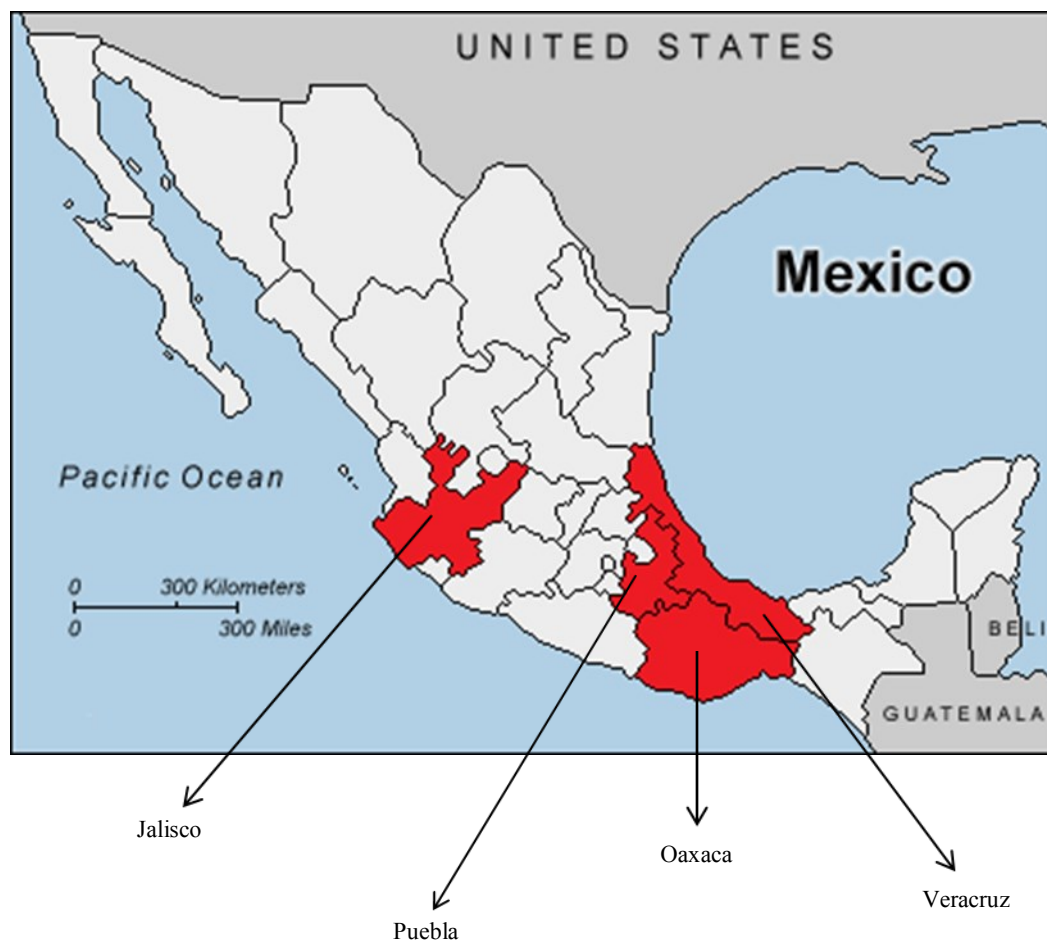 UNITED STATES
Mexico
Pacific Ocean
0 300 Kilometers
0 300 Miles
BELI
GUATEMALA
Jalisco
Oaxaca
Veracruz
Puebla